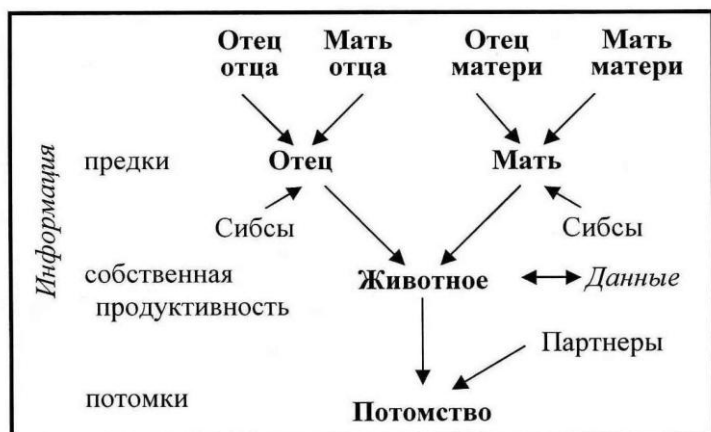 Отец Мать Отец Мать
отца отца матери матери
предки Отец Мать
Сибсы Сибсы
Информация
собственная Животное Данные
продуктивность
Партнеры
потомки Потомство